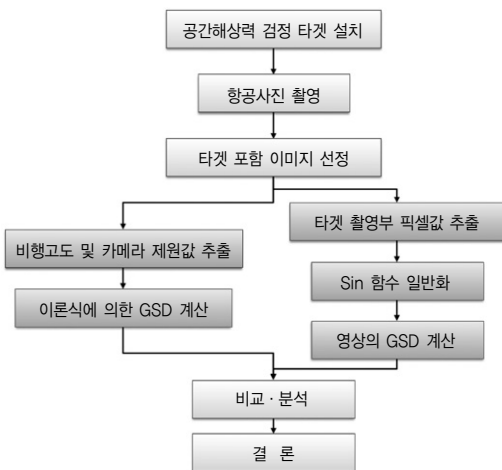 공간해상력 검정 타겟 설치
항공사진 촬영
타겟 포함 이미지 선정
비행고도 및 카메라 제원값 추출
이론식에 의한 GSD 계산
타겟 촬영부 픽셀값 추출
Sin 함수 일반화
영상의 GSD 계산
비교·분석
결 론